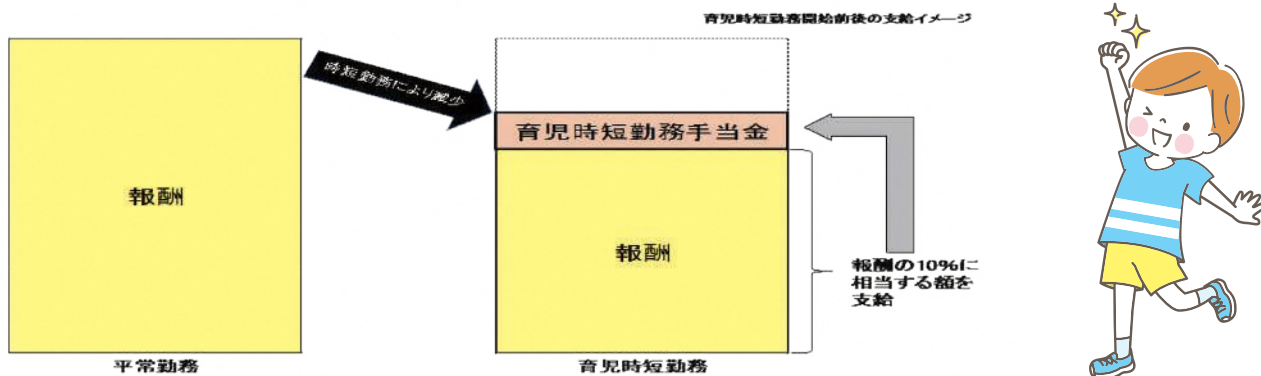 育児時短勤務開始前後の支給イメージ
時短勤務により減少
育児時短勤務手当金
報酬
報酬
報酬の10%に
相当する額を
支給
平常勤務
育児時短勤務